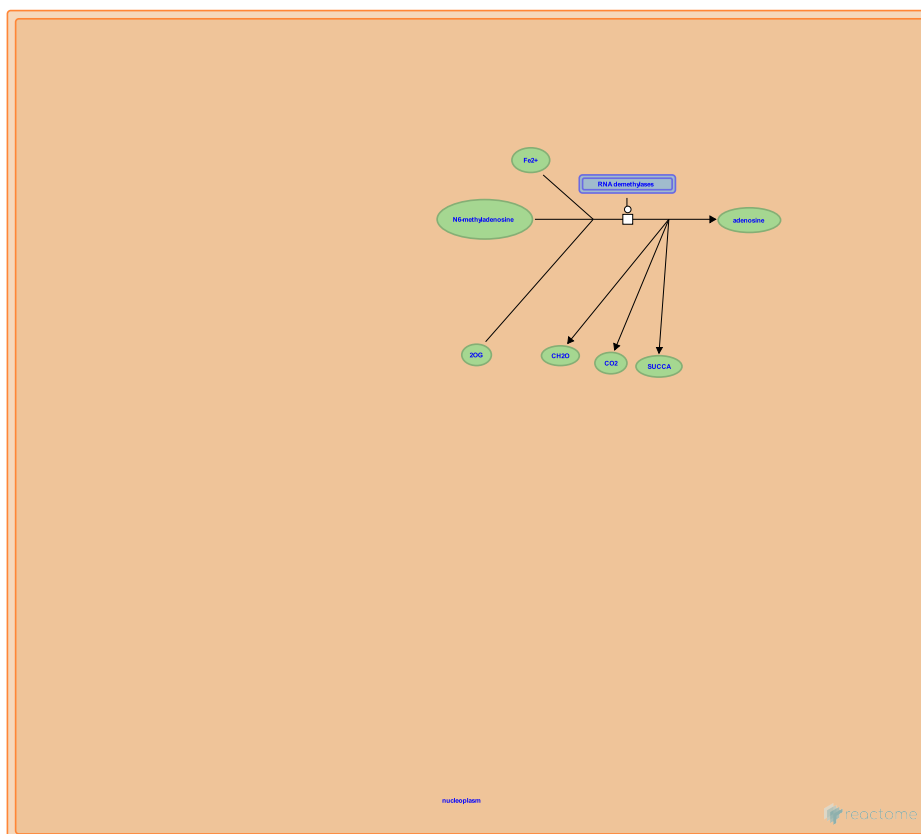 Fe2+
RNA demethylases
N6-methyladenosine
adenosine
2OG
CH2O
CO2
SUCCA
nucleoplasm
reactome